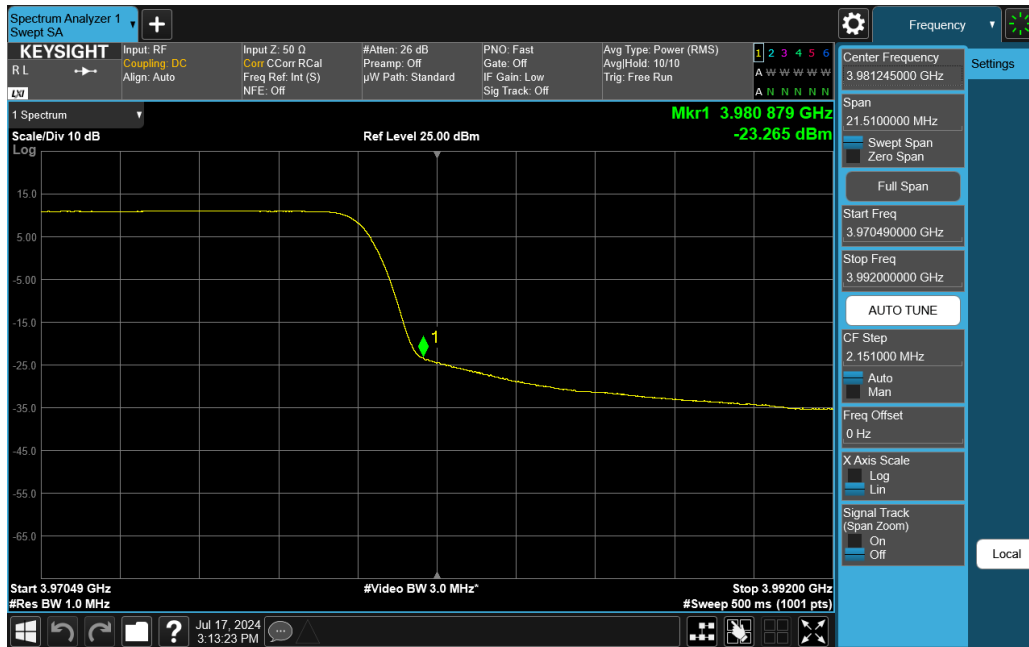 Spectrum Analyzer 1
Swept SA
Frequency
KEYSIGHT
R L
LXI
Input: RF
Coupling: DC
Align: Auto
Input Z: 50 Ω
Corr CCorr RCal
Freq Ref: Int (S)
NFE: Off
#Atten: 26 dB
Preamp: Off
µW Path: Standard
PNO: Fast
Gate: Off
IF Gain: Low
Sig Track: Off
Avg Type: Power (RMS)
Avg|Hold: 10/10
Trig: Free Run
1 2 3 4 5 6
A W W W W W
A N N N N N
1 Spectrum
Scale/Div 10 dB
Log
Ref Level 25.00 dBm
Mkr1 3.980 879 GHz
-23.265 dBm
15.0
5.00
-5.00
-15.0
-25.0
-35.0
-45.0
-55.0
-65.0
1
Start 3.97049 GHz
#Res BW 1.0 MHz
#Video BW 3.0 MHz*
Stop 3.99200 GHz
#Sweep 500 ms (1001 pts)
Jul 17, 2024
3:13:23 PM
Center Frequency
3.981245000 GHz
Span
21.5100000 MHz
Swept Span
Zero Span
Full Span
Start Freq
3.970490000 GHz
Stop Freq
3.992000000 GHz
AUTO TUNE
CF Step
2.151000 MHz
Auto
Man
Freq Offset
0 Hz
X Axis Scale
Log
Lin
Signal Track
(Span Zoom)
On
Off
Settings
Local